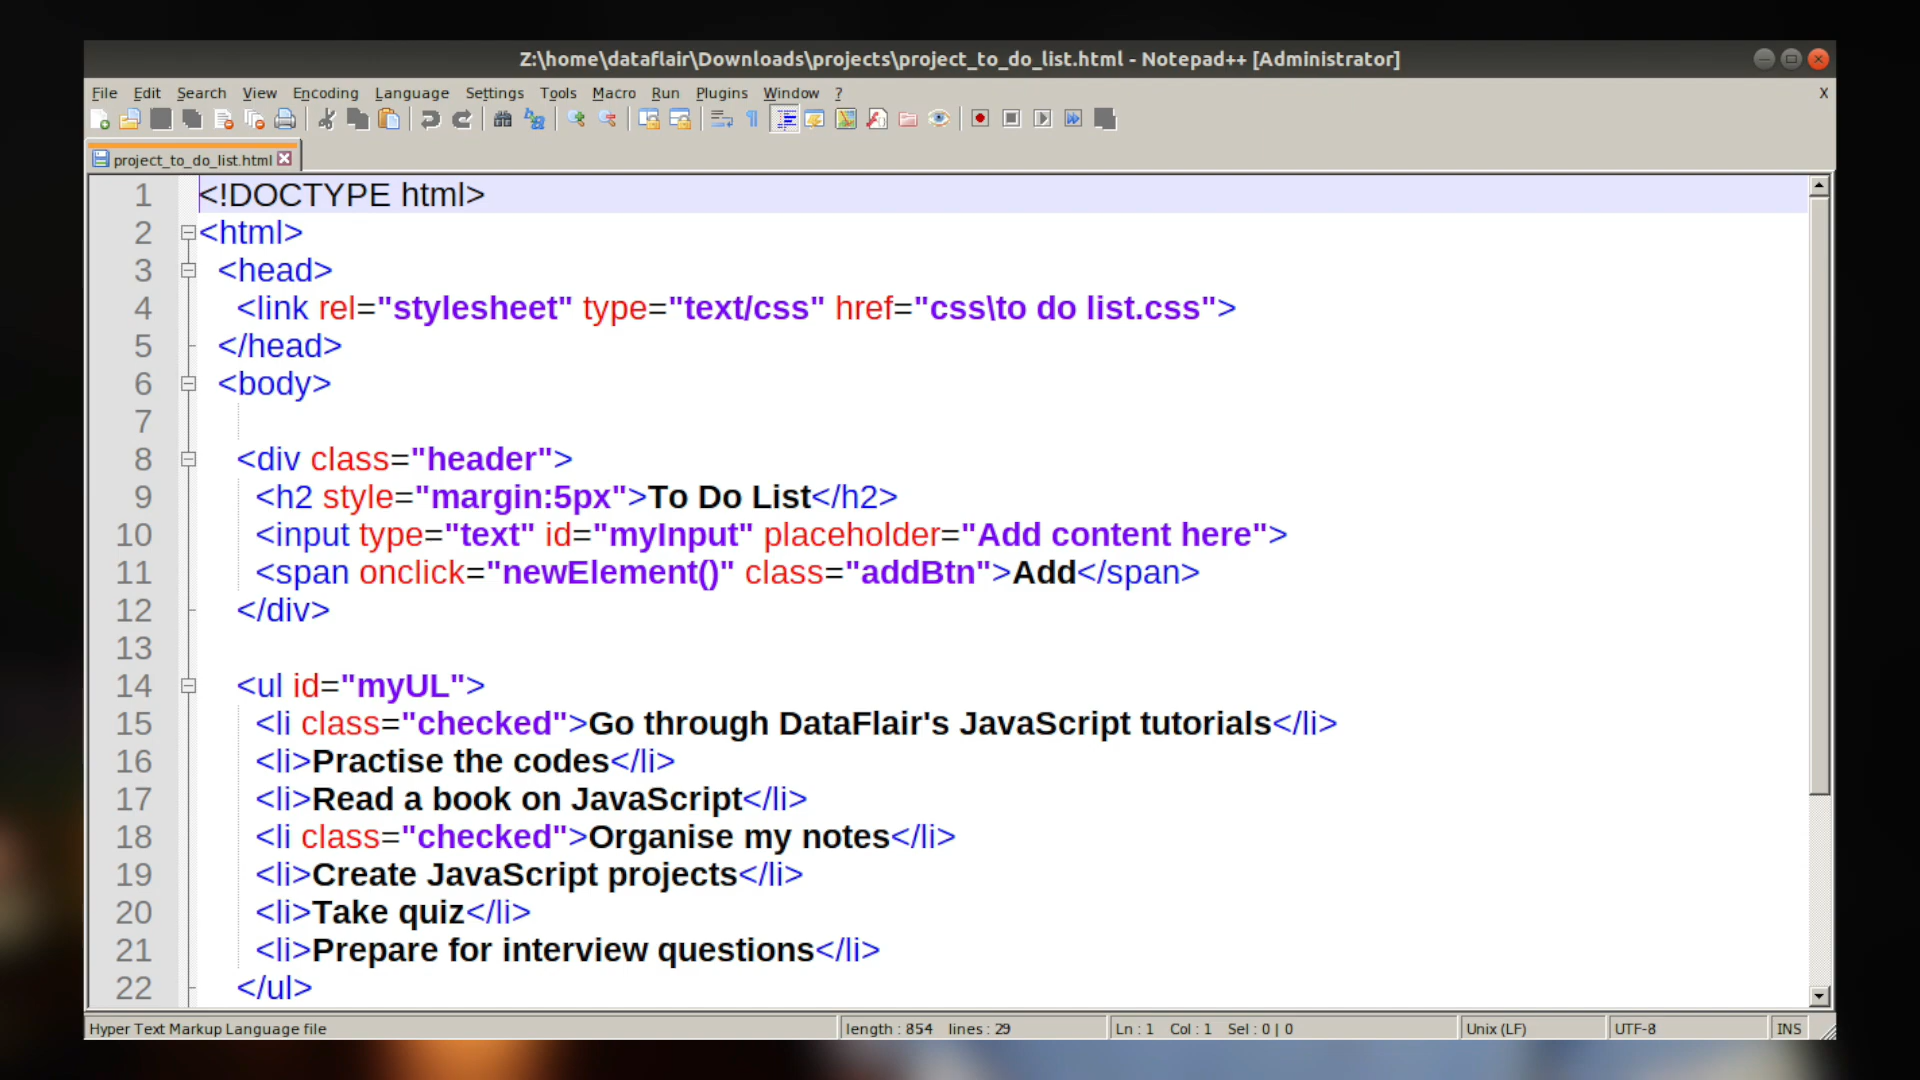 Z:\home\dataflair\Downloads\projects\project_to_do_list.html - Notepad++ [Administrator]
File Edit Search View Encoding Language Settings Tools Macro Run Plugins Window ? X
project_to_do_list.html
1 <!DOCTYPE html>
2 <html>
3 <head>
4 <link rel="stylesheet" type="text/css" href="css\to do list.css">
5 </head>
6 <body>
7
8 <div class="header">
9 <h2 style="margin:5px">To Do List</h2>
10 <input type="text" id="myInput" placeholder="Add content here">
11 <span onclick="newElement()" class="addBtn">Add</span>
12 </div>
13
14 <ul id="myUL">
15 <li class="checked">Go through DataFlair's JavaScript tutorials</li>
16 <li>Practise the codes</li>
17 <li>Read a book on JavaScript</li>
18 <li class="checked">Organise my notes</li>
19 <li>Create JavaScript projects</li>
20 <li>Take quiz</li>
21 <li>Prepare for interview questions</li>
22 </ul>
Hyper Text Markup Language file length : 854 lines : 29 Ln : 1 Col : 1 Sel : 0 | 0 Unix (LF) UTF-8 INS